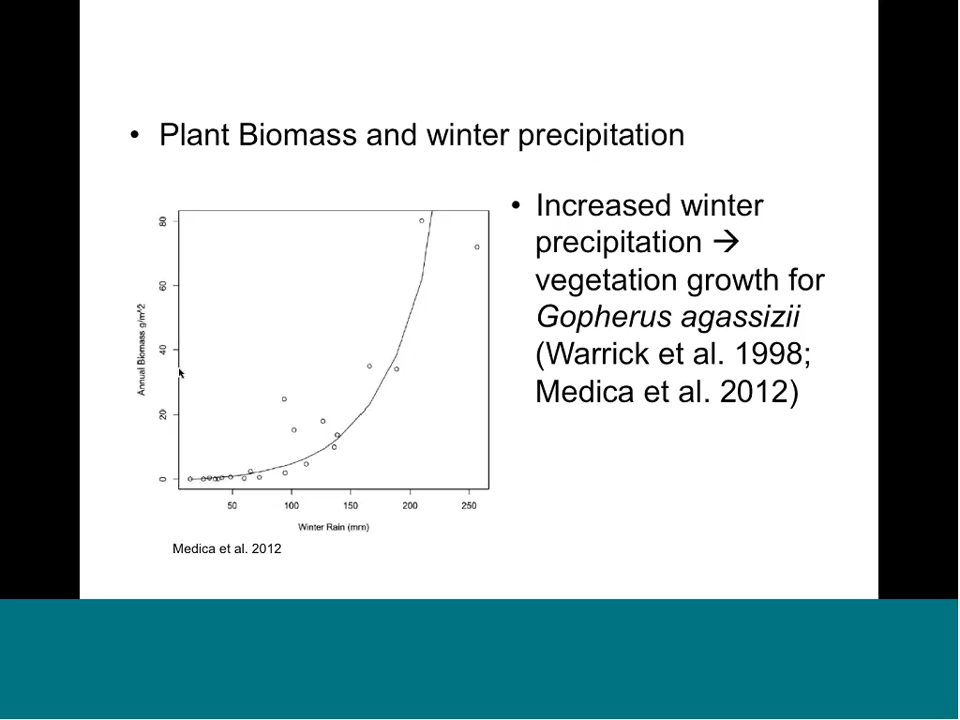 • Plant Biomass and winter precipitation
• Increased winter
precipitation →
vegetation growth for
Gopherus agassizii
(Warrick et al. 1998;
Medica et al. 2012)
80
60
40
20
0
Annual Biomass g/m^2
50 100 150 200 250
Winter Rain (mm)
Medica et al. 2012